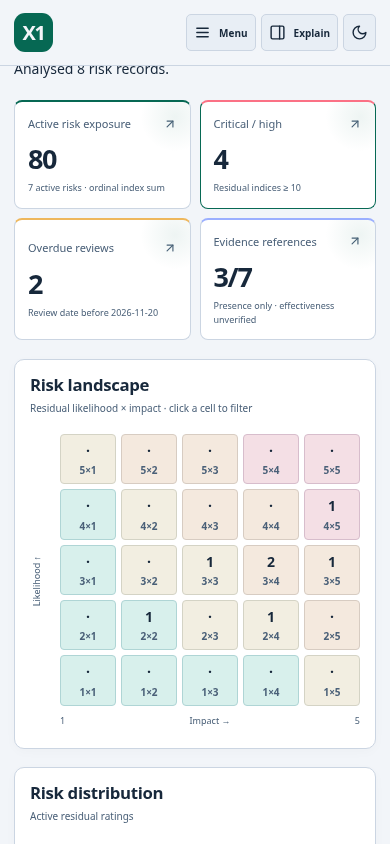 X1
Menu
Explain
Analysed 8 risk records.
Active risk exposure
80
7 active risks · ordinal index sum
Critical / high
4
Residual indices ≥ 10
Overdue reviews
2
Review date before 2026-11-20
Evidence references
3/7
Presence only · effectiveness
unverified
Risk landscape
Residual likelihood × impact · click a cell to filter
Likelihood ↑
· · · · ·
5×1 5×2 5×3 5×4 5×5
· · · · 1
4×1 4×2 4×3 4×4 4×5
· · 1 2 1
3×1 3×2 3×3 3×4 3×5
· 1 · 1 ·
2×1 2×2 2×3 2×4 2×5
· · · · ·
1×1 1×2 1×3 1×4 1×5
1 Impact → 5
Risk distribution
Active residual ratings